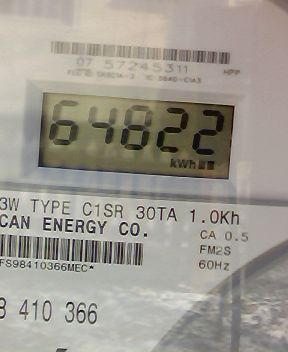 07 57245311 HPP
64822
kWh
3W TYPE C1SR 30TA 1.0Kh
CAN ENERGY CO. CA 0.5
FM2S
FS98410366MEC* 60Hz
8 410 366